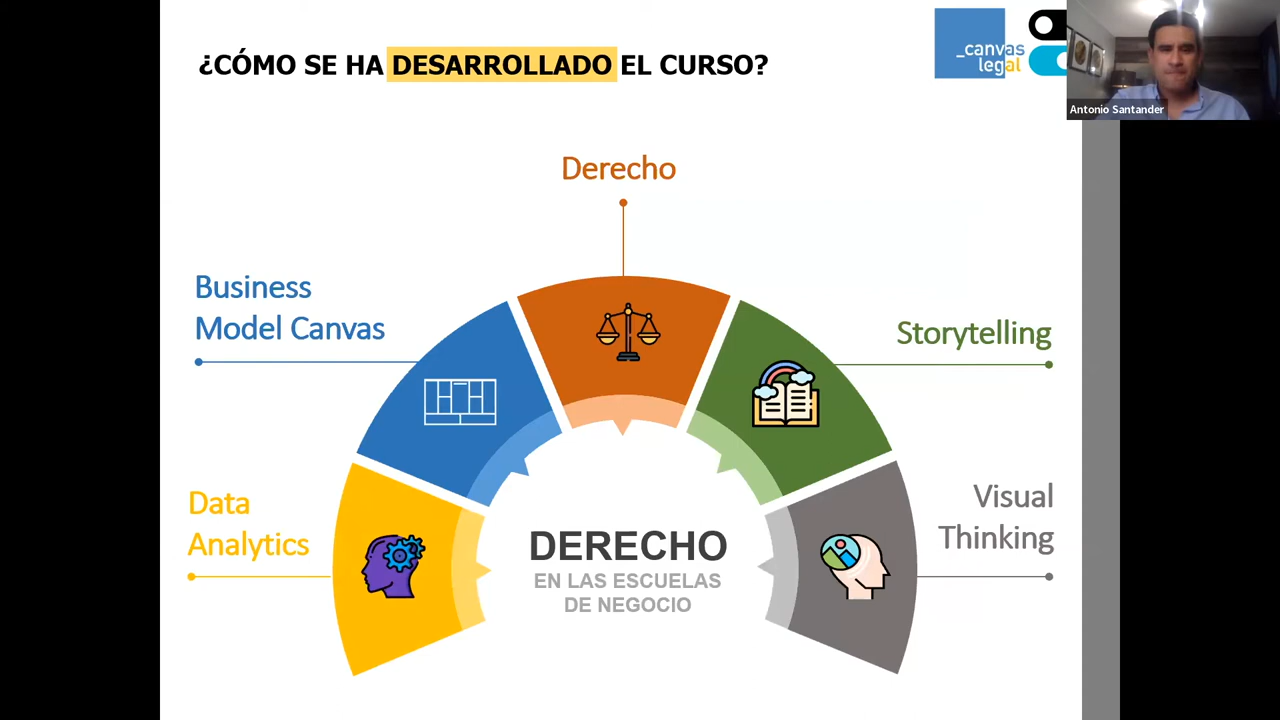 ¿CÓMO SE HA DESARROLLADO EL CURSO?
_canvas
legal
Antonio Santander
Derecho
Business
Model Canvas
Storytelling
Data
Analytics
Visual
Thinking
DERECHO
EN LAS ESCUELAS
DE NEGOCIO